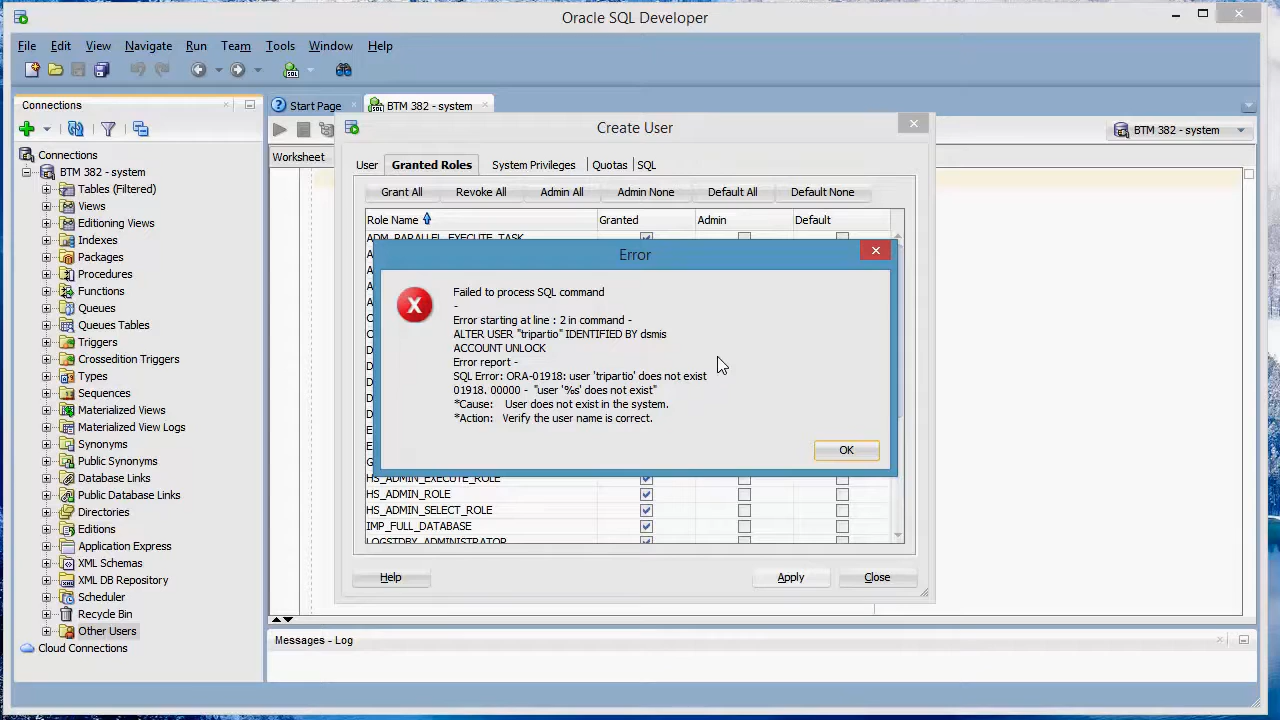 Oracle SQL Developer
File Edit View Navigate Run Team Tools Window Help
Connections
Start Page
BTM 382 - system
Create User
BTM 382 - system
Worksheet
User Granted Roles System Privileges Quotas SQL
Grant All Revoke All Admin All Admin None Default All Default None
Role Name Granted Admin Default
ADM_PARALLEL_EXECUTE_TASK
Error
Failed to process SQL command
-
Error starting at line : 2 in command -
ALTER USER "tripartio" IDENTIFIED BY dsmis
ACCOUNT UNLOCK
Error report -
SQL Error: ORA-01918: user 'tripartio' does not exist
01918. 00000 - "user '%s' does not exist"
*Cause: User does not exist in the system.
*Action: Verify the user name is correct.
OK
HS_ADMIN_EXECUTE_ROLE
HS_ADMIN_ROLE
HS_ADMIN_SELECT_ROLE
IMP_FULL_DATABASE
LOGSTDBY_ADMINISTRATOR
Help Apply Close
Connections
BTM 382 - system
Tables (Filtered)
Views
Editioning Views
Indexes
Packages
Procedures
Functions
Queues
Queues Tables
Triggers
Crossedition Triggers
Types
Sequences
Materialized Views
Materialized View Logs
Synonyms
Public Synonyms
Database Links
Public Database Links
Directories
Editions
Application Express
XML Schemas
XML DB Repository
Scheduler
Recycle Bin
Other Users
Cloud Connections
Messages - Log